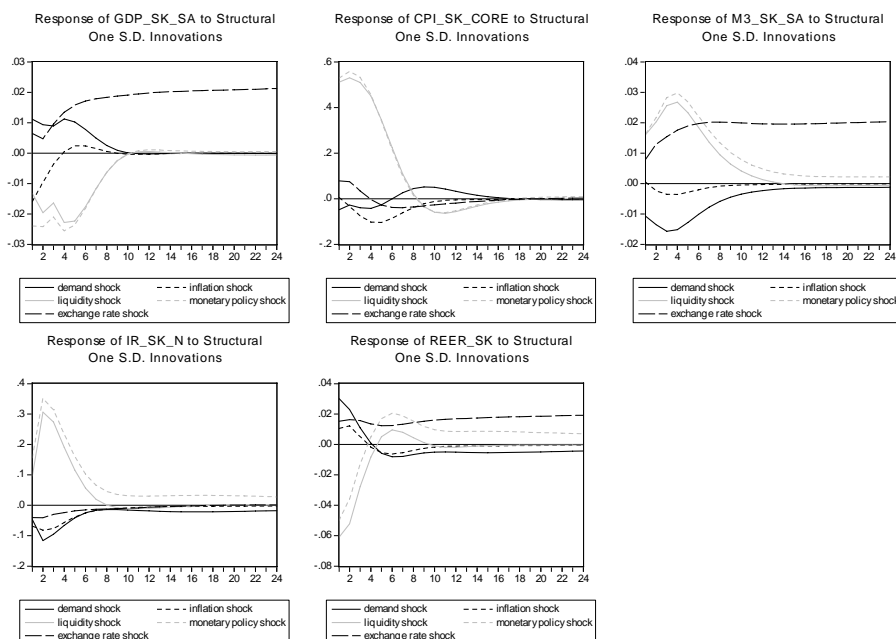 Response of GDP_SK_SA to Structural
One S.D. Innovations
.03
.02
.01
.00
-.01
-.02
-.03
2 4 6 8 10 12 14 16 18 20 22 24
demand shock inflation shock
liquidity shock monetary policy shock
exchange rate shock
Response of CPI_SK_CORE to Structural
One S.D. Innovations
.6
.4
.2
.0
-.2
2 4 6 8 10 12 14 16 18 20 22 24
demand shock inflation shock
liquidity shock monetary policy shock
exchange rate shock
Response of M3_SK_SA to Structural
One S.D. Innovations
.04
.03
.02
.01
.00
-.01
-.02
2 4 6 8 10 12 14 16 18 20 22 24
demand shock inflation shock
liquidity shock monetary policy shock
exchange rate shock
Response of IR_SK_N to Structural
One S.D. Innovations
.4
.3
.2
.1
.0
-.1
-.2
2 4 6 8 10 12 14 16 18 20 22 24
demand shock inflation shock
liquidity shock monetary policy shock
exchange rate shock
Response of REER_SK to Structural
One S.D. Innovations
.04
.02
.00
-.02
-.04
-.06
-.08
2 4 6 8 10 12 14 16 18 20 22 24
demand shock inflation shock
liquidity shock monetary policy shock
exchange rate shock